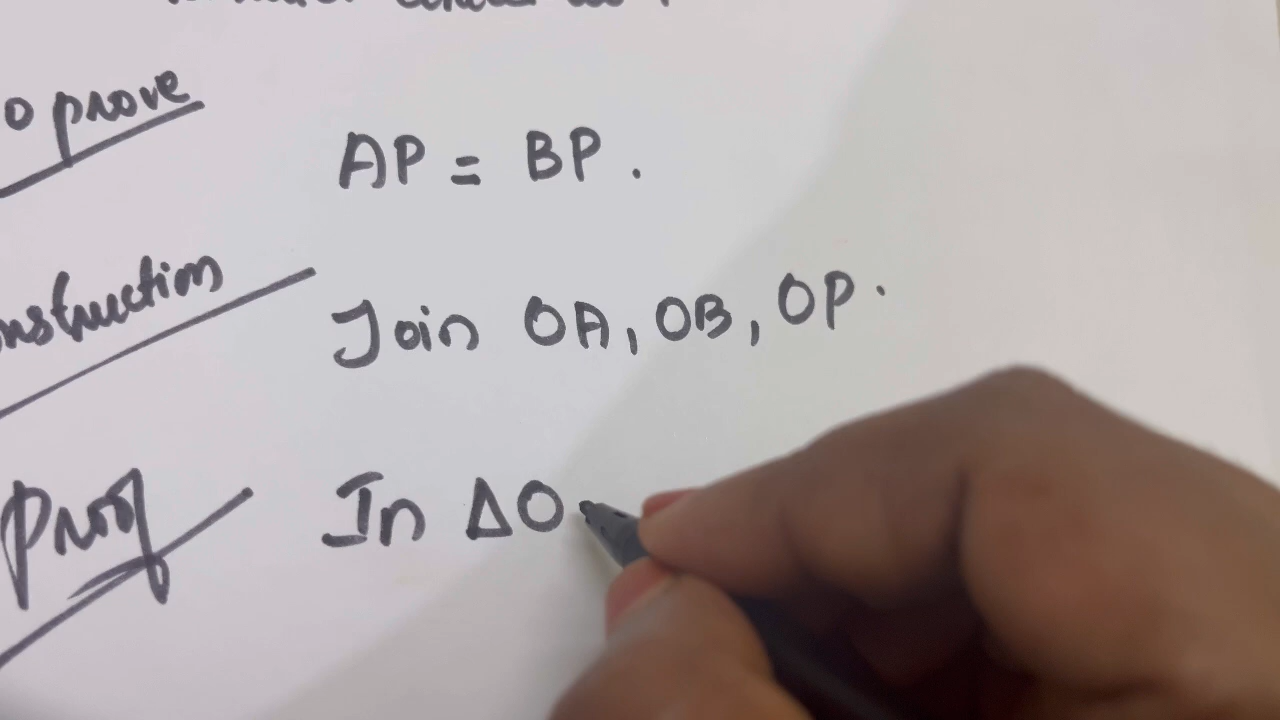 o prove
AP = BP.
nstruction
Join OA, OB, OP.
Proof
In ΔO